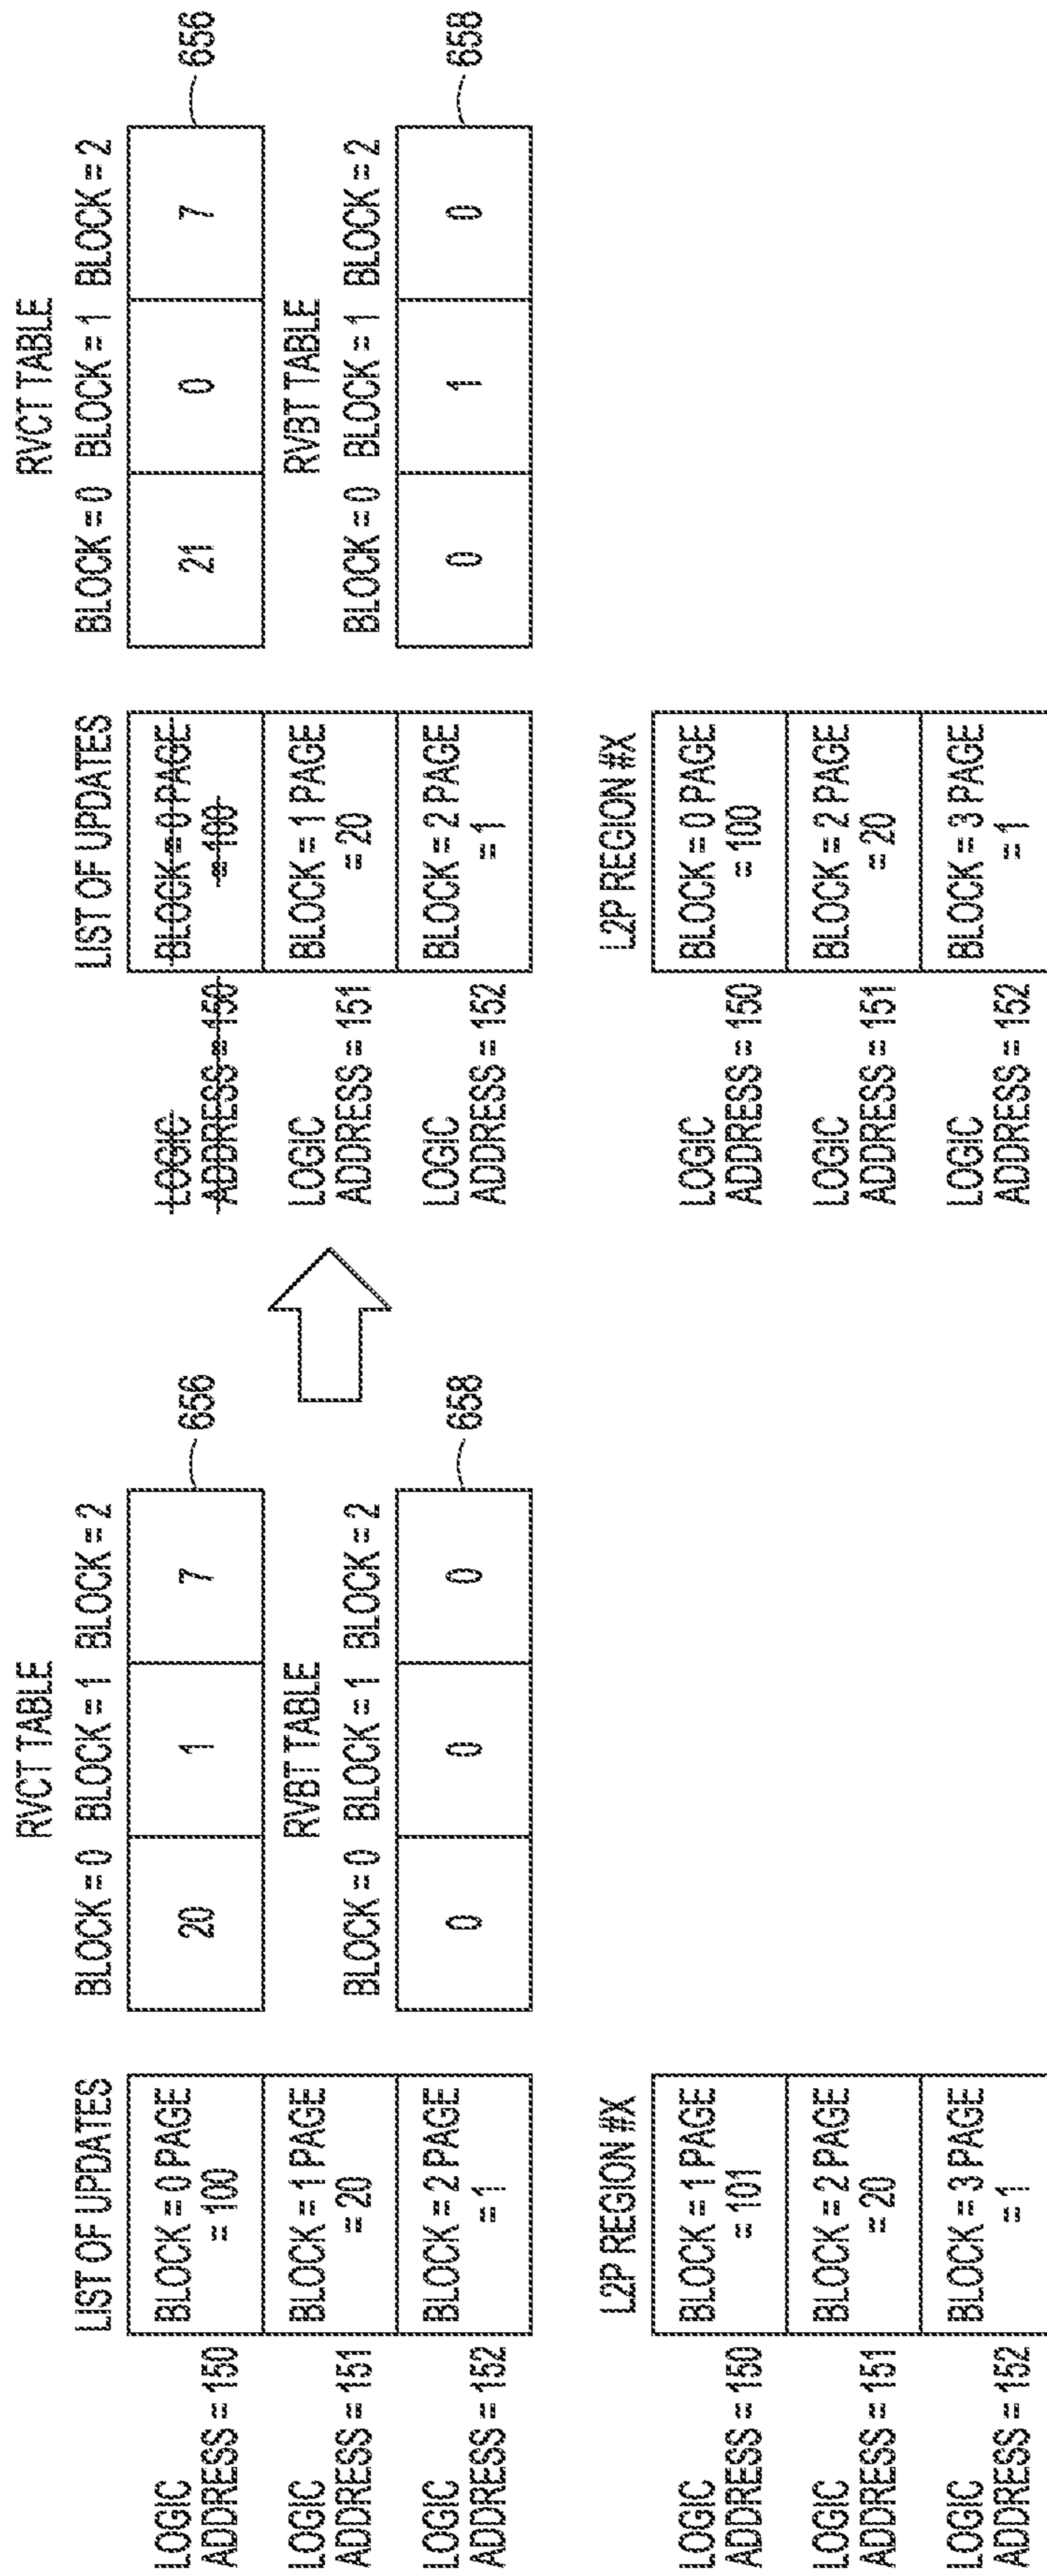 LIST OF UPDATES
LOGIC
ADDRESS = 150
BLOCK = 0 PAGE
= 100
LOGIC
ADDRESS = 151
BLOCK = 1 PAGE
= 20
LOGIC
ADDRESS = 152
BLOCK = 2 PAGE
= 1
RVCT TABLE
BLOCK = 0 BLOCK = 1 BLOCK = 2
20 1 7
656
RVBT TABLE
BLOCK = 0 BLOCK = 1 BLOCK = 2
0 0 0
658
L2P REGION #X
LOGIC
ADDRESS = 150
BLOCK = 1 PAGE
= 101
LOGIC
ADDRESS = 151
BLOCK = 2 PAGE
= 20
LOGIC
ADDRESS = 152
BLOCK = 3 PAGE
= 1
LIST OF UPDATES
LOGIC
ADDRESS = 150
BLOCK = 0 PAGE
= 100
LOGIC
ADDRESS = 151
BLOCK = 1 PAGE
= 20
LOGIC
ADDRESS = 152
BLOCK = 2 PAGE
= 1
RVCT TABLE
BLOCK = 0 BLOCK = 1 BLOCK = 2
21 0 7
656
RVBT TABLE
BLOCK = 0 BLOCK = 1 BLOCK = 2
0 1 0
658
L2P REGION #X
LOGIC
ADDRESS = 150
BLOCK = 0 PAGE
= 100
LOGIC
ADDRESS = 151
BLOCK = 2 PAGE
= 20
LOGIC
ADDRESS = 152
BLOCK = 3 PAGE
= 1